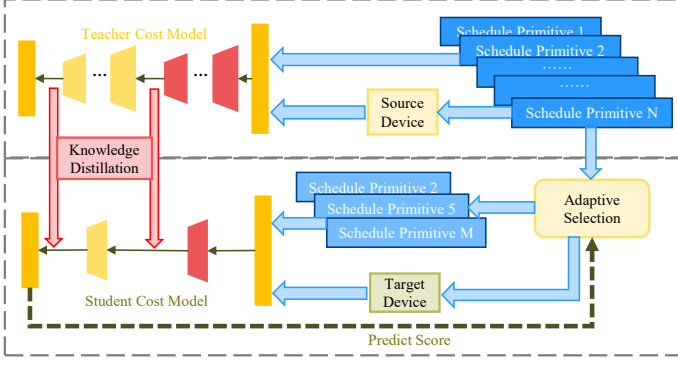 Teacher Cost Model
Schedule Primitive 1
Schedule Primitive 2
......
......
Schedule Primitive N
...
...
Source
Device
Knowledge
Distillation
Schedule Primitive 2
Schedule Primitive 5
Schedule Primitive M
Adaptive
Selection
Target
Device
Student Cost Model
Predict Score